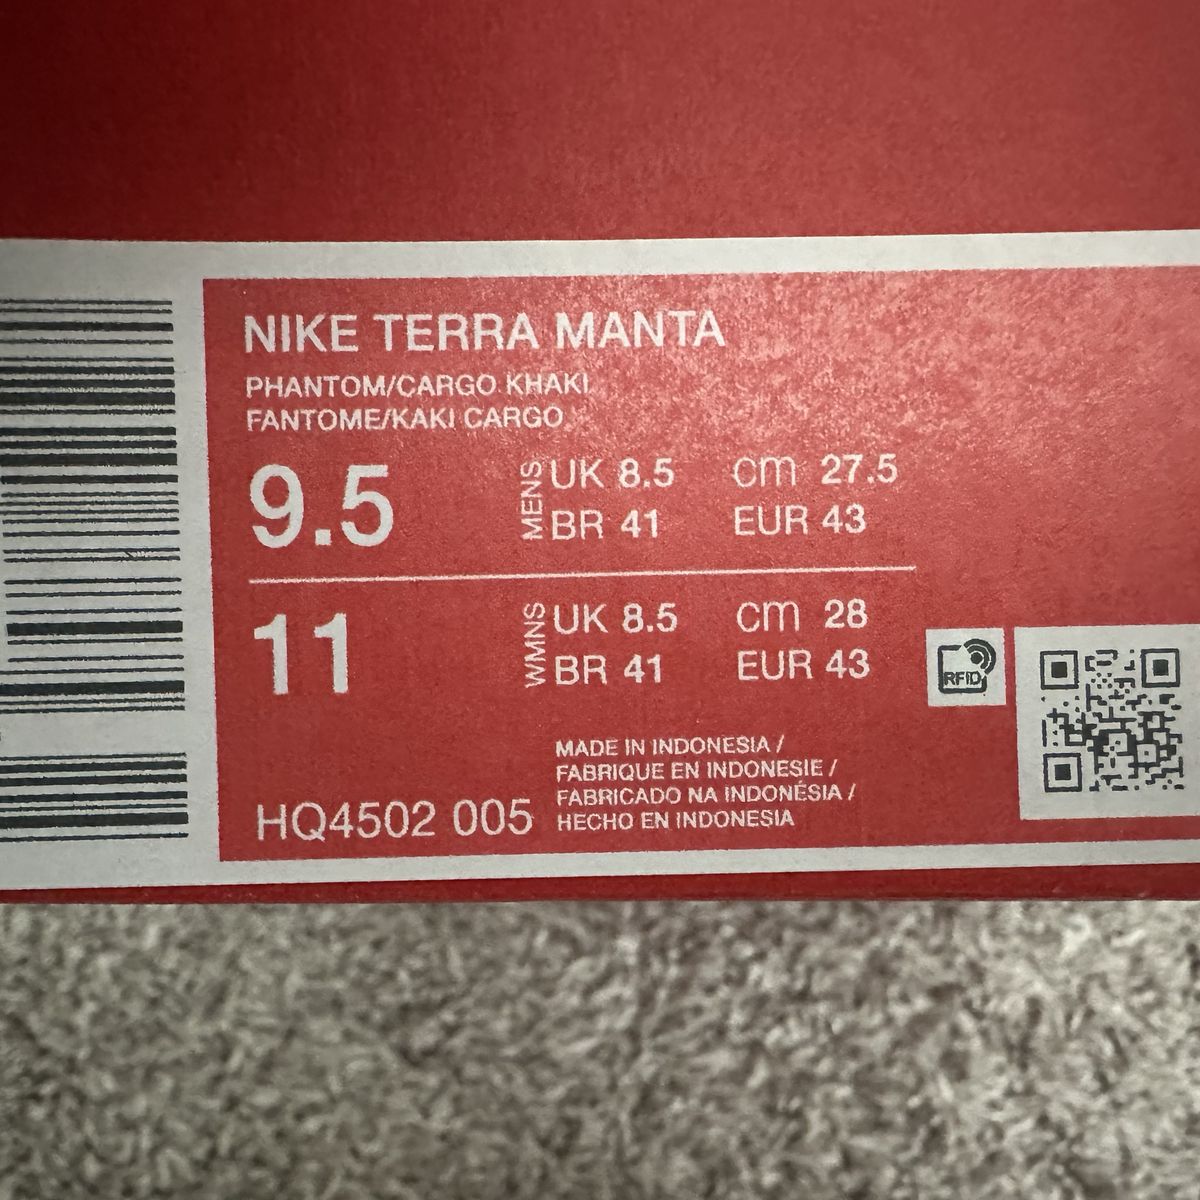 NIKE TERRA MANTA
PHANTOM/CARGO KHAKI
FANTOME/KAKI CARGO
9.5
MENS
UK 8.5 cm 27.5
BR 41 EUR 43
11
WMNS
UK 8.5 cm 28
BR 41 EUR 43
RFID
MADE IN INDONESIA /
FABRIQUE EN INDONESIE /
FABRICADO NA INDONÉSIA /
HECHO EN INDONESIA
HQ4502 005